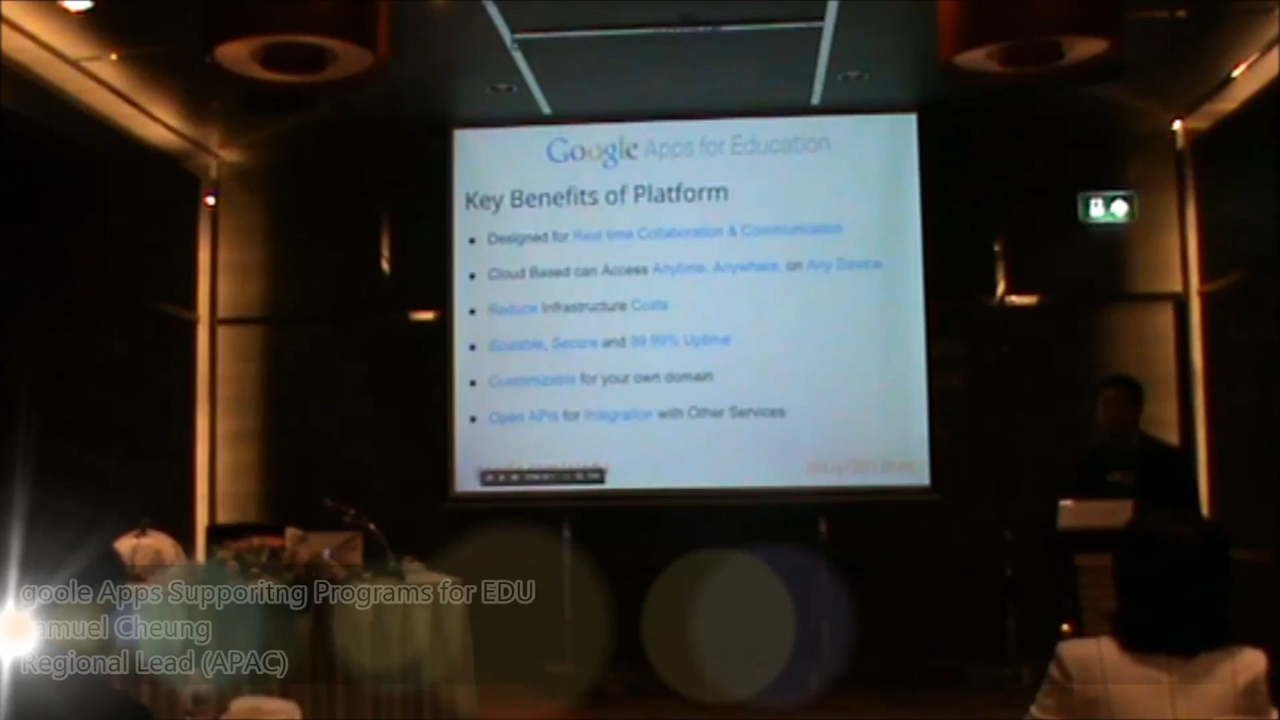 Google Apps for Education
Key Benefits of Platform
Designed for Real time Collaboration & Communication
Cloud Based can Access Anytime, Anywhere, on Any Device
Reduce Infrastructure Costs
Scalable, Secure and 99.99% Uptime
Customizable for your own domain
Open APIs for Integration with Other Services
goole Apps Supporitng Programs for EDU
amuel Cheung
Regional Lead (APAC)